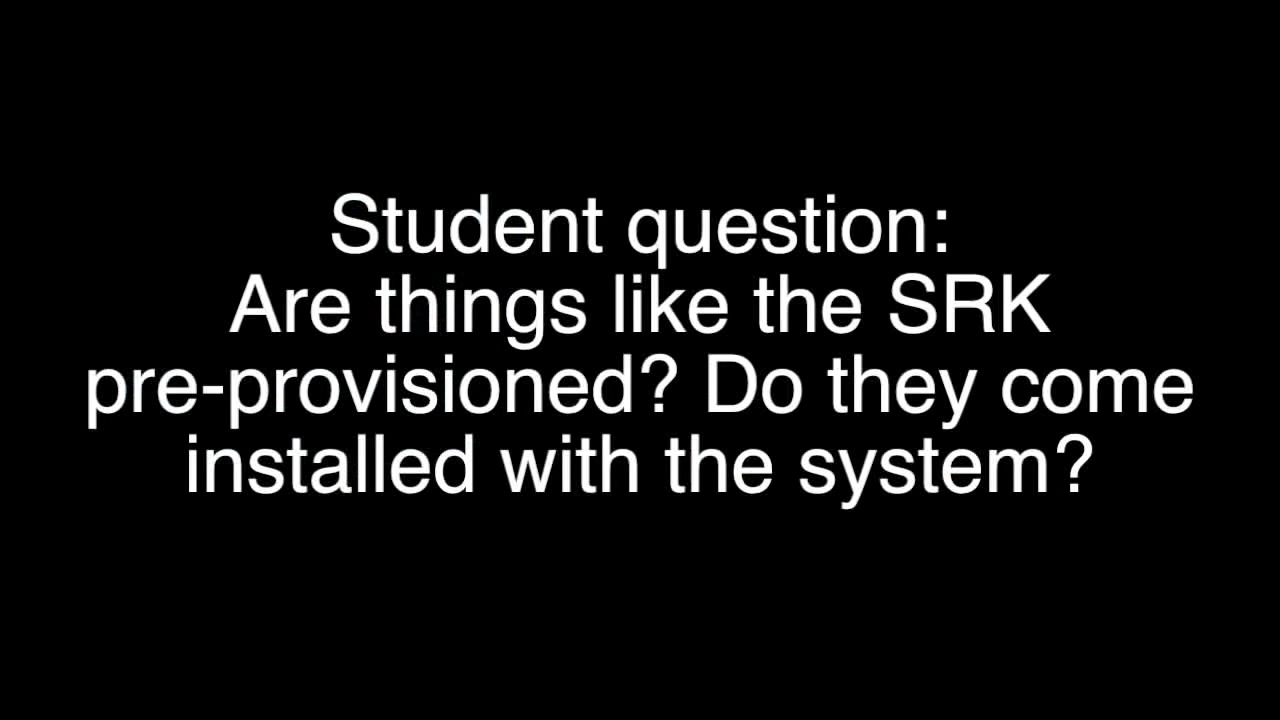 Student question:
Are things like the SRK
pre-provisioned? Do they come
installed with the system?